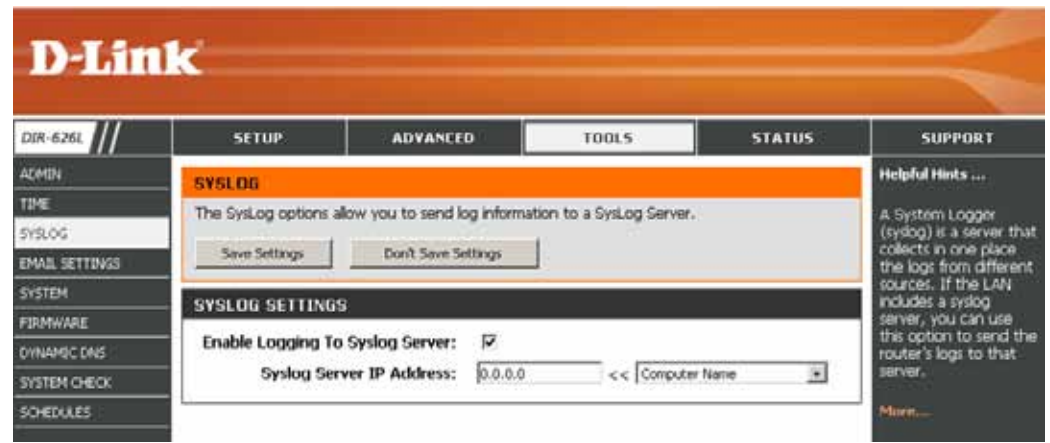 D-Link
DIR-626L
SETUP
ADVANCED
TOOLS
STATUS
SUPPORT
ADMIN
TIME
SYSLOG
EMAIL SETTINGS
SYSTEM
FIRMWARE
DYNAMIC DNS
SYSTEM CHECK
SCHEDULES
SYSLOG
The SysLog options allow you to send log information to a SysLog Server.
Save Settings
Don't Save Settings
SYSLOG SETTINGS
Enable Logging To Syslog Server:
Syslog Server IP Address: 0.0.0.0 << Computer Name
Helpful Hints ...
A System Logger
(syslog) is a server that
collects in one place
the logs from different
sources. If the LAN
includes a syslog
server, you can use
this option to send the
router's logs to that
server.
More...